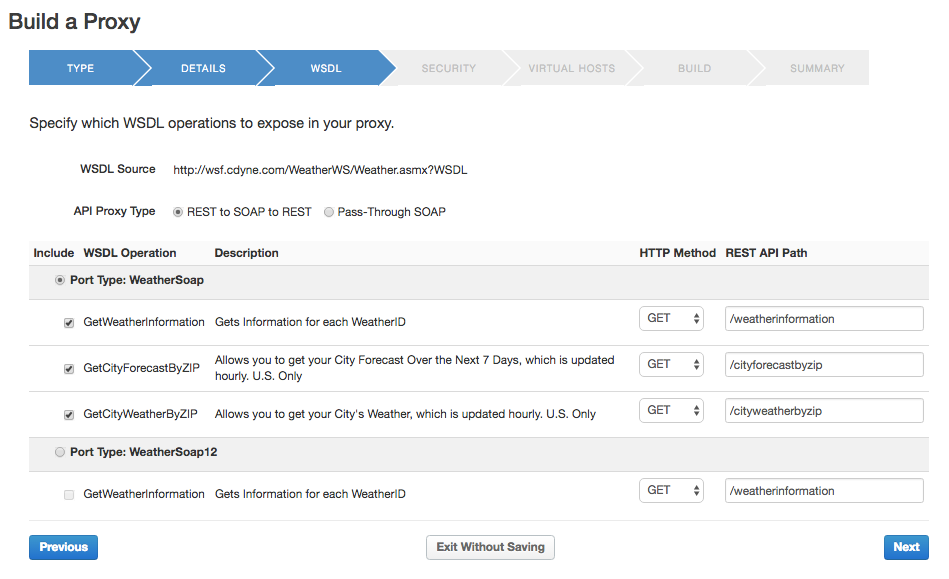 Build a Proxy
TYPE DETAILS WSDL SECURITY VIRTUAL HOSTS BUILD SUMMARY
Specify which WSDL operations to expose in your proxy.
WSDL Source http://wsf.cdyne.com/WeatherWS/Weather.asmx?WSDL
API Proxy Type REST to SOAP to REST Pass-Through SOAP
Include WSDL Operation Description HTTP Method REST API Path
Port Type: WeatherSoap
GetWeatherInformation Gets Information for each WeatherID GET /weatherinformation
GetCityForecastByZIP Allows you to get your City Forecast Over the Next 7 Days, which is updated GET /cityforecastbyzip
hourly. U.S. Only
GetCityWeatherByZIP Allows you to get your City's Weather, which is updated hourly. U.S. Only GET /cityweatherbyzip
Port Type: WeatherSoap12
GetWeatherInformation Gets Information for each WeatherID GET /weatherinformation
Previous Exit Without Saving Next